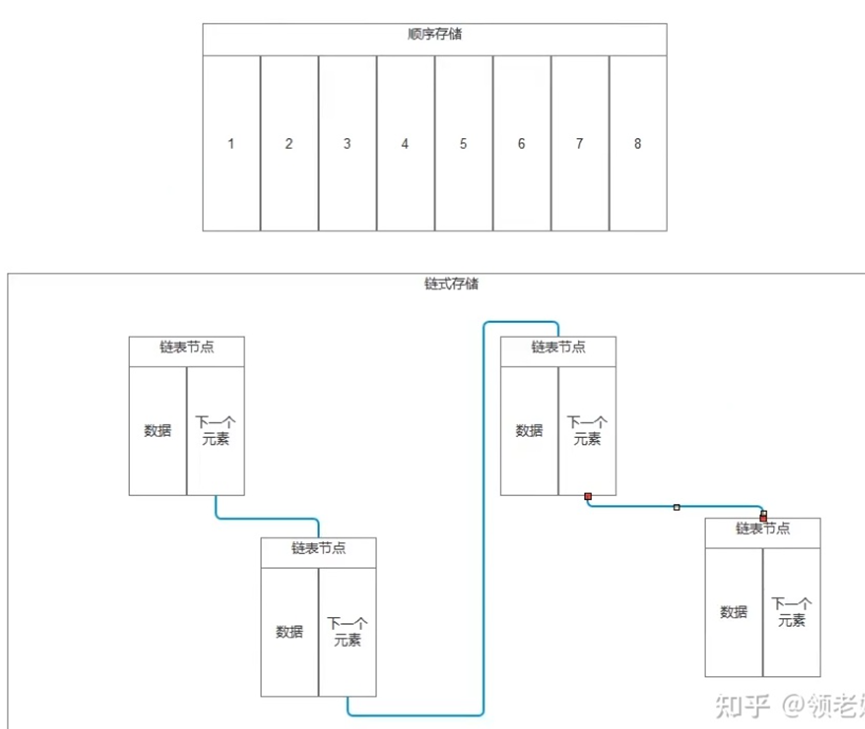 顺序存储
1 2 3 4 5 6 7 8
链式存储
链表节点
数据
下一个
元素
链表节点
数据
下一个
元素
链表节点
数据
下一个
元素
链表节点
数据
下一个
元素
知乎 @领老